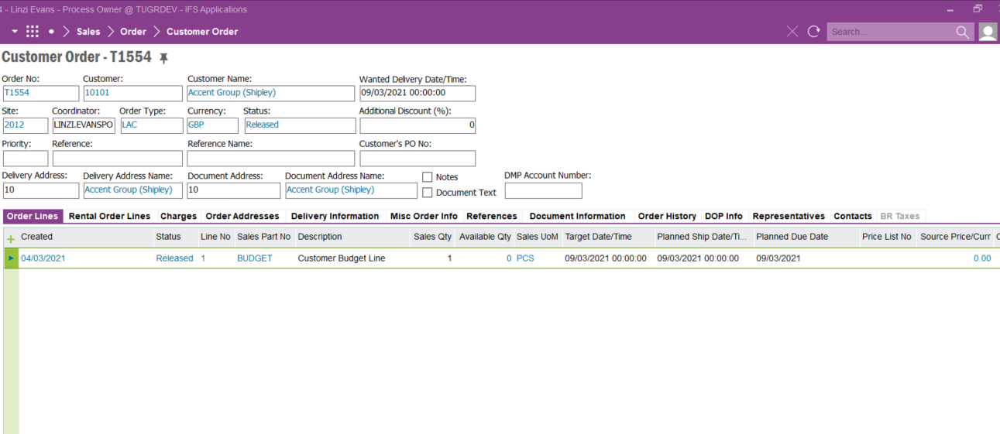 - Linzi Evans - Process Owner @ TUGRDEV - IFS Applications
Sales Order Customer Order
Search...
Customer Order - T1554
Order No: Customer: Customer Name: Wanted Delivery Date/Time:
T1554 10101 Accent Group (Shipley) 09/03/2021 00:00:00
Site: Coordinator: Order Type: Currency: Status: Additional Discount (%):
2012 LINZI.EVANSPO LAC GBP Released 0
Priority: Reference: Reference Name: Customer's PO No:
Delivery Address: Delivery Address Name: Document Address: Document Address Name: Notes DMP Account Number:
10 Accent Group (Shipley) 10 Accent Group (Shipley) Document Text
Order Lines Rental Order Lines Charges Order Addresses Delivery Information Misc Order Info References Document Information Order History DOP Info Representatives Contacts BR Taxes
Created Status Line No Sales Part No Description Sales Qty Available Qty Sales UoM Target Date/Time Planned Ship Date/Ti... Planned Due Date Price List No Source Price/Curr
04/03/2021 Released 1 BUDGET Customer Budget Line 1 0 PCS 09/03/2021 00:00:00 09/03/2021 00:00:00 09/03/2021 0.00